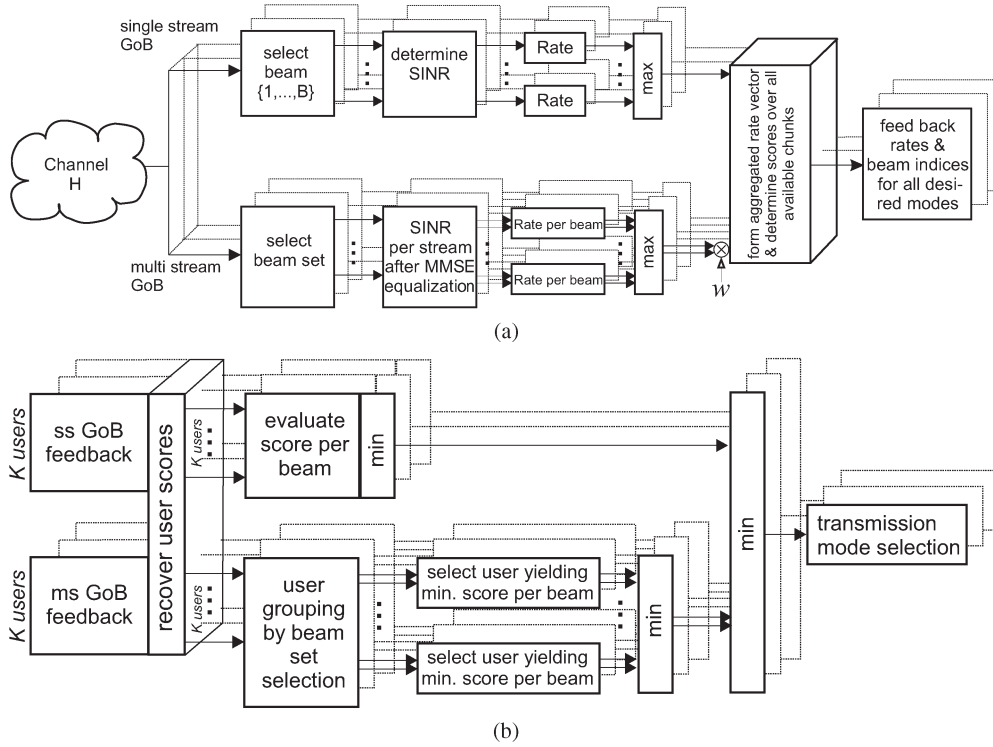 single stream
GoB
select
beam
{1,...,B}
determine
SINR
Rate
Rate
max
Channel
H
multi stream
GoB
select
beam set
SINR
per stream
after MMSE
equalization
Rate per beam
Rate per beam
max
w
form aggregated rate vector
& determine scores over all
available chunks
feed back
rates &
beam indices
for all desi-
red modes
(a)
K users
ss GoB
feedback
K users
ms GoB
feedback
recover user scores
K users
K users
evaluate
score per
beam
min
user
grouping
by beam
set
selection
select user yielding
min. score per beam
select user yielding
min. score per beam
min
min
transmission
mode selection
(b)